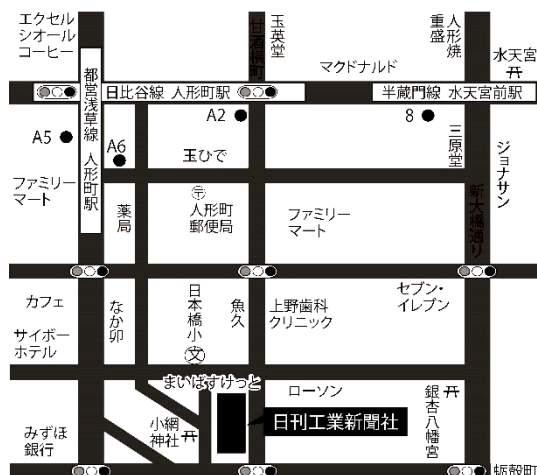 エクセル
シオール
コーヒー
甘酒横町
玉英堂
人形焼
重盛
水天宮
マクドナルド
日比谷線 人形町駅
半蔵門線 水天宮前駅
都営浅草線 人形町駅
A5
A6
A2
8
玉ひで
三原堂
ジョナサン
ファミリー
マート
薬局
〒
人形町
郵便局
ファミリー
マート
新大橋通り
カフェ
サイボー
ホテル
なか卯
日本橋小
文
魚久
上野歯科
クリニック
セブン・
イレブン
まいばすけっと
ローソン
みずほ
銀行
小網
神社
日刊工業新聞社
銀杏八幡宮
蛎殻町